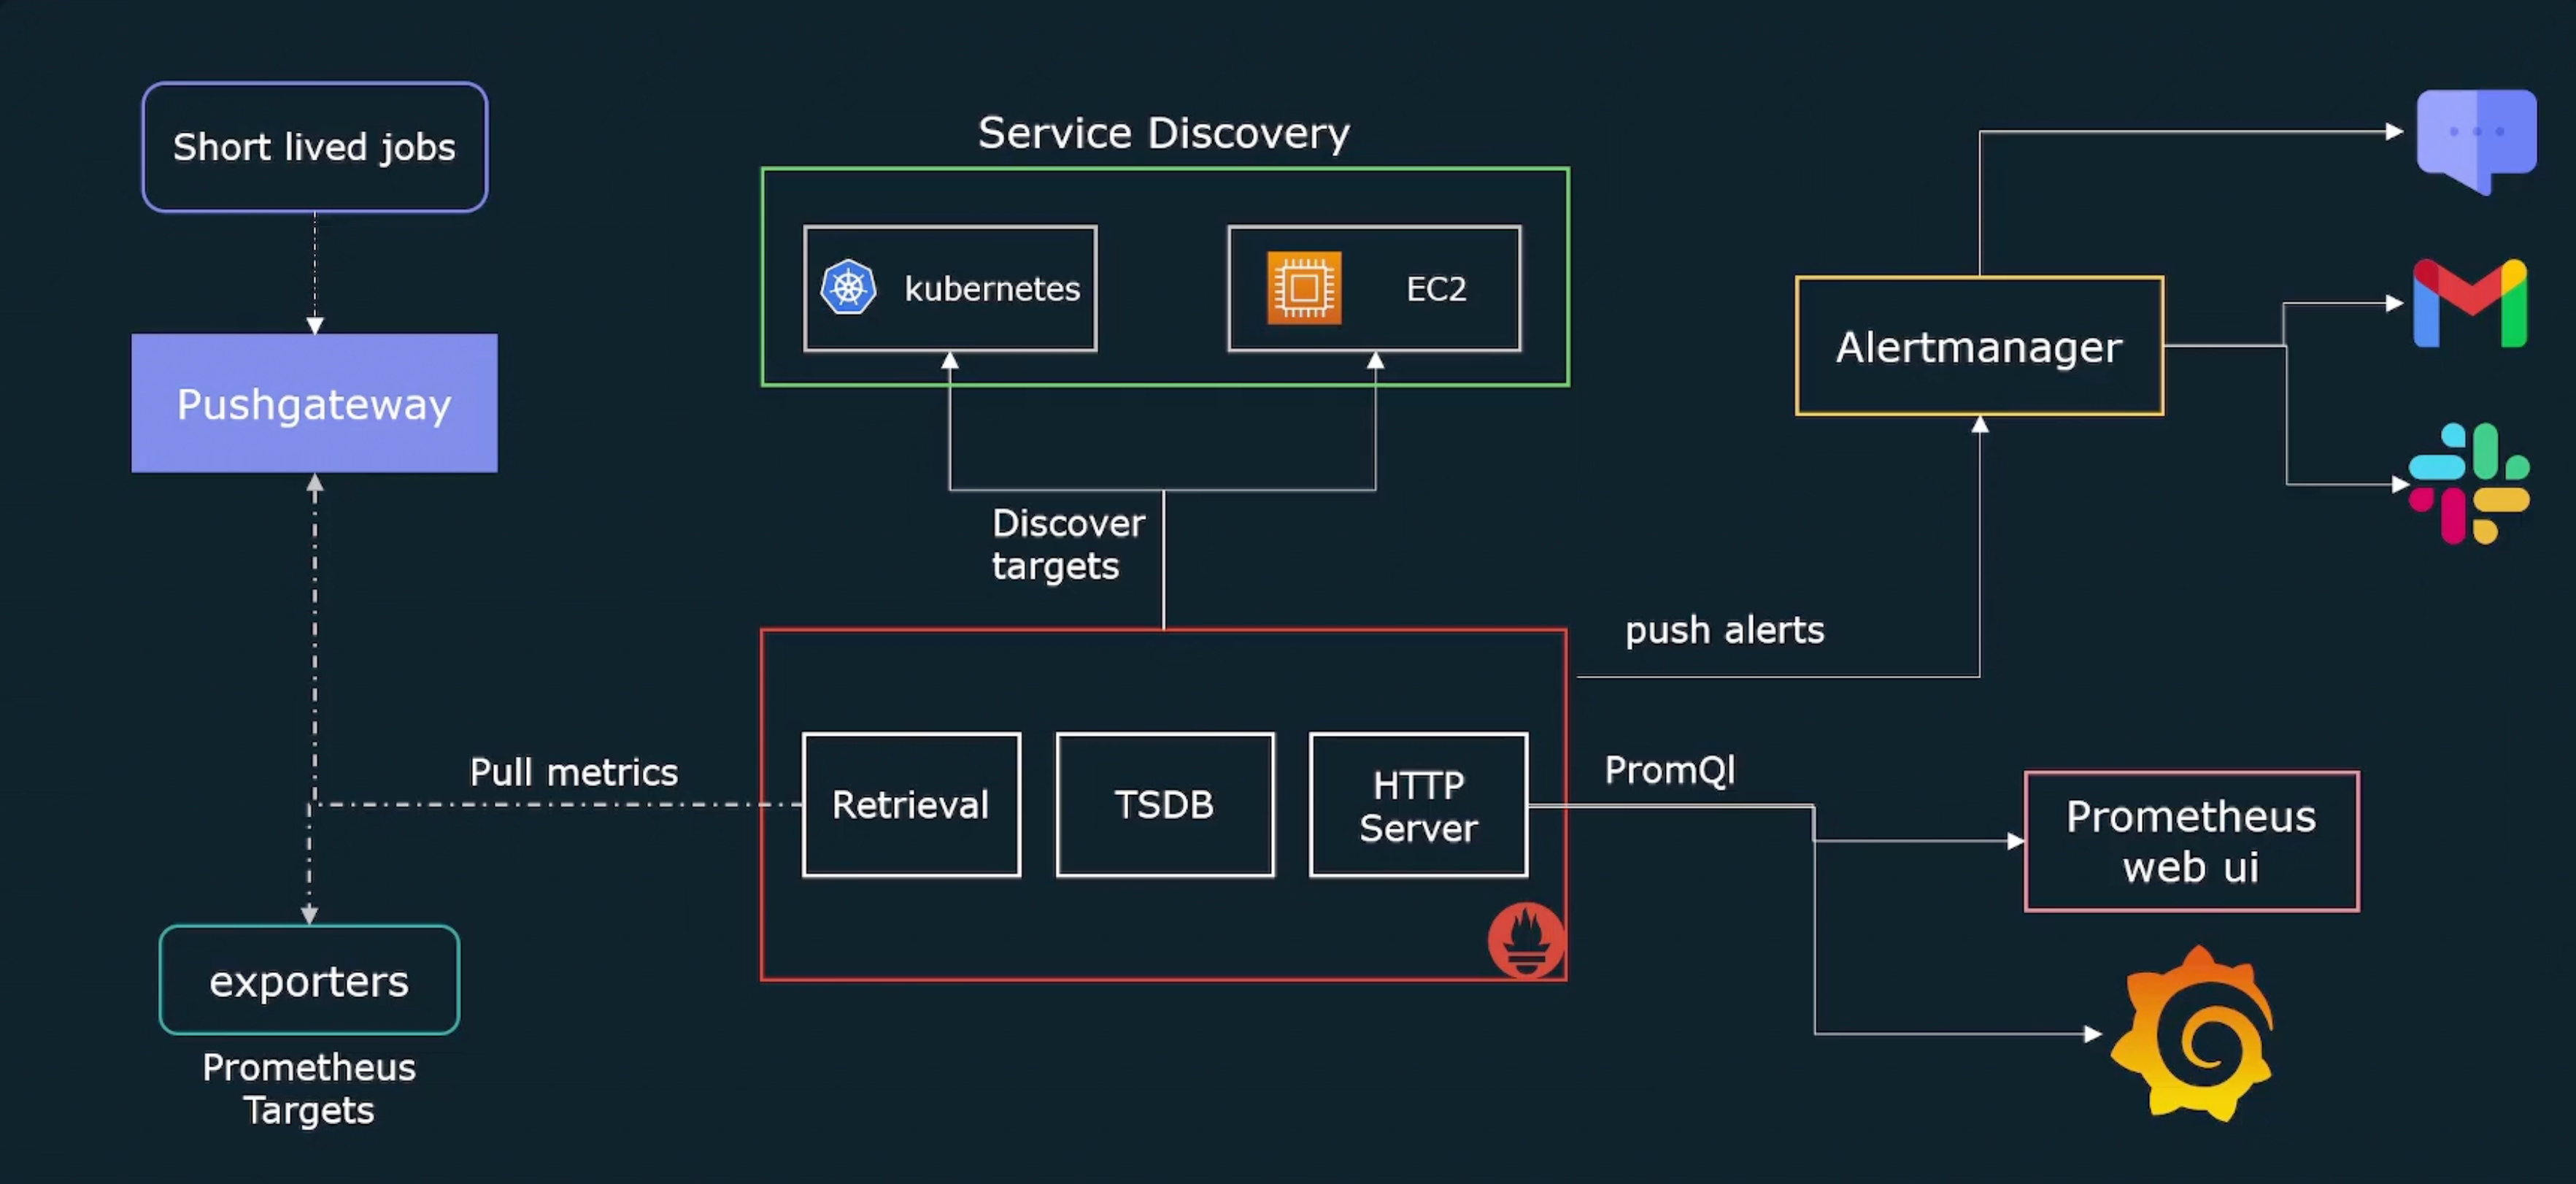 Short lived jobs
Pushgateway
Service Discovery
kubernetes
EC2
Discover
targets
Alertmanager
push alerts
Pull metrics
Retrieval
TSDB
HTTP
Server
PromQl
Prometheus
web ui
exporters
Prometheus
Targets